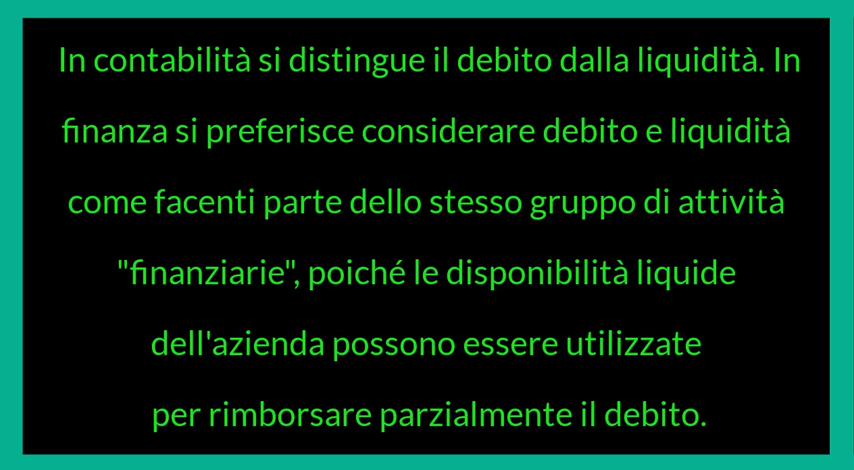 In contabilità si distingue il debito dalla liquidità. In
finanza si preferisce considerare debito e liquidità
come facenti parte dello stesso gruppo di attività
"finanziarie", poiché le disponibilità liquide
dell'azienda possono essere utilizzate
per rimborsare parzialmente il debito.